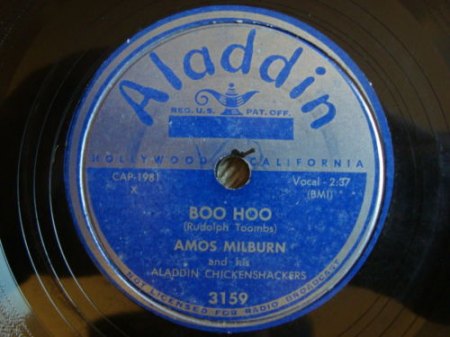 Aladdin
REG. U.S. PAT. OFF.
HOLLYWOOD CALIFORNIA
CAP-1981 Vocal - 2:37
X (BMI)
BOO HOO
(Rudolph Toombs)
AMOS MILBURN
and his
ALADDIN CHICKENSHACKERS
3159
NOT LICENSED FOR RADIO BROADCAST